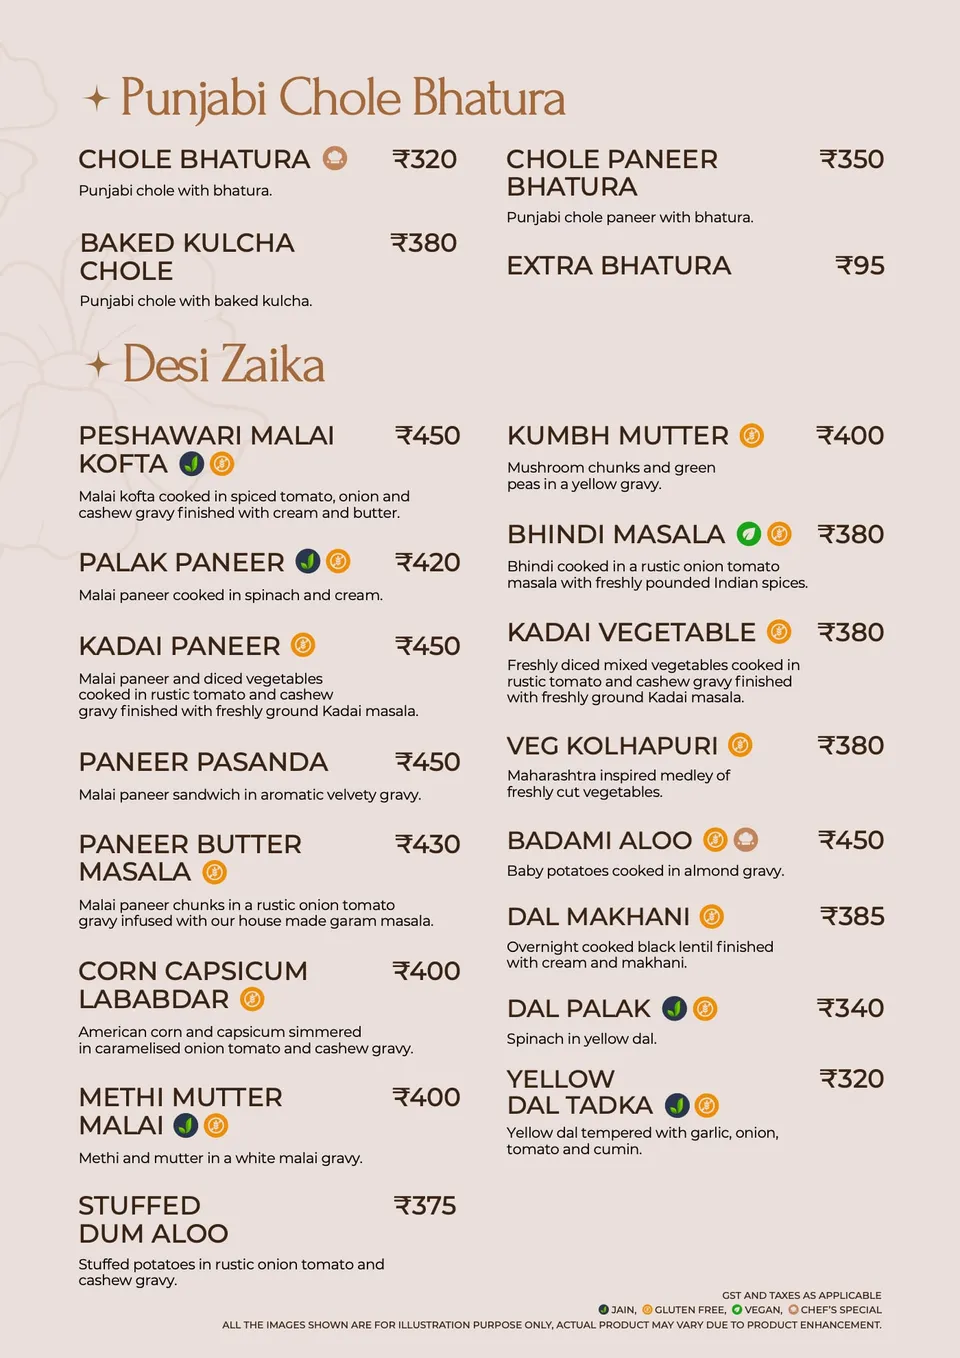 Punjabi Chole Bhatura
CHOLE BHATURA ₹320
Punjabi chole with bhatura.
BAKED KULCHA ₹380
CHOLE
Punjabi chole with baked kulcha.
CHOLE PANEER ₹350
BHATURA
Punjabi chole paneer with bhatura.
EXTRA BHATURA ₹95
Desi Zaika
PESHAWARI MALAI ₹450
KOFTA
Malai kofta cooked in spiced tomato, onion and
cashew gravy finished with cream and butter.
PALAK PANEER ₹420
Malai paneer cooked in spinach and cream.
KADAI PANEER ₹450
Malai paneer and diced vegetables
cooked in rustic tomato and cashew
gravy finished with freshly ground Kadai masala.
PANEER PASANDA ₹450
Malai paneer sandwich in aromatic velvety gravy.
PANEER BUTTER ₹430
MASALA
Malai paneer chunks in a rustic onion tomato
gravy infused with our house made garam masala.
CORN CAPSICUM ₹400
LABABDAR
American corn and capsicum simmered
in caramelised onion tomato and cashew gravy.
METHI MUTTER ₹400
MALAI
Methi and mutter in a white malai gravy.
STUFFED ₹375
DUM ALOO
Stuffed potatoes in rustic onion tomato and
cashew gravy.
KUMBH MUTTER ₹400
Mushroom chunks and green
peas in a yellow gravy.
BHINDI MASALA ₹380
Bhindi cooked in a rustic onion tomato
masala with freshly pounded Indian spices.
KADAI VEGETABLE ₹380
Freshly diced mixed vegetables cooked in
rustic tomato and cashew gravy finished
with freshly ground Kadai masala.
VEG KOLHAPURI ₹380
Maharashtra inspired medley of
freshly cut vegetables.
BADAMI ALOO ₹450
Baby potatoes cooked in almond gravy.
DAL MAKHANI ₹385
Overnight cooked black lentil finished
with cream and makhani.
DAL PALAK ₹340
Spinach in yellow dal.
YELLOW ₹320
DAL TADKA
Yellow dal tempered with garlic, onion,
tomato and cumin.
GST AND TAXES AS APPLICABLE
JAIN, GLUTEN FREE, VEGAN, CHEF'S SPECIAL
ALL THE IMAGES SHOWN ARE FOR ILLUSTRATION PURPOSE ONLY, ACTUAL PRODUCT MAY VARY DUE TO PRODUCT ENHANCEMENT.